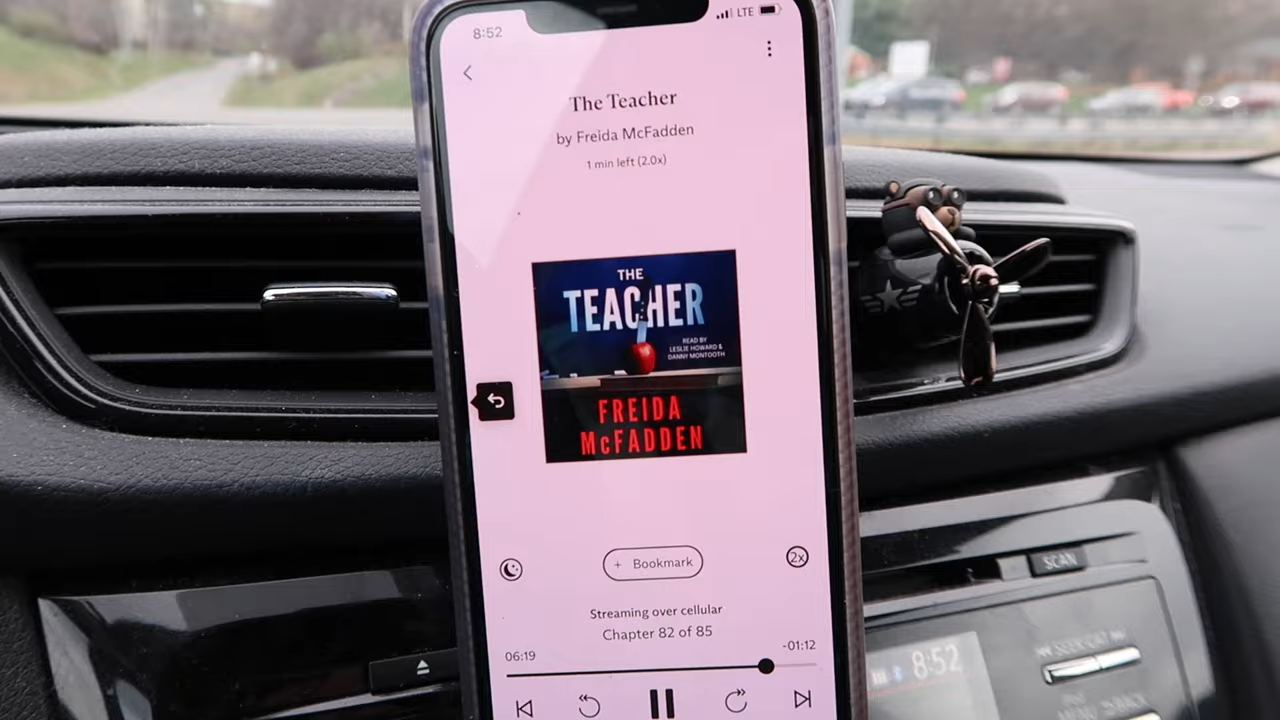 8:52
LTE
The Teacher
by Freida McFadden
1 min left (2.0x)
THE
TEACHER
READ BY
LESLIE HOWARD &
DANNY MONTOOTH
FREIDA
McFADDEN
+ Bookmark
2x
Streaming over cellular
Chapter 82 of 85
06:19
-01:12
SCAN
8:52